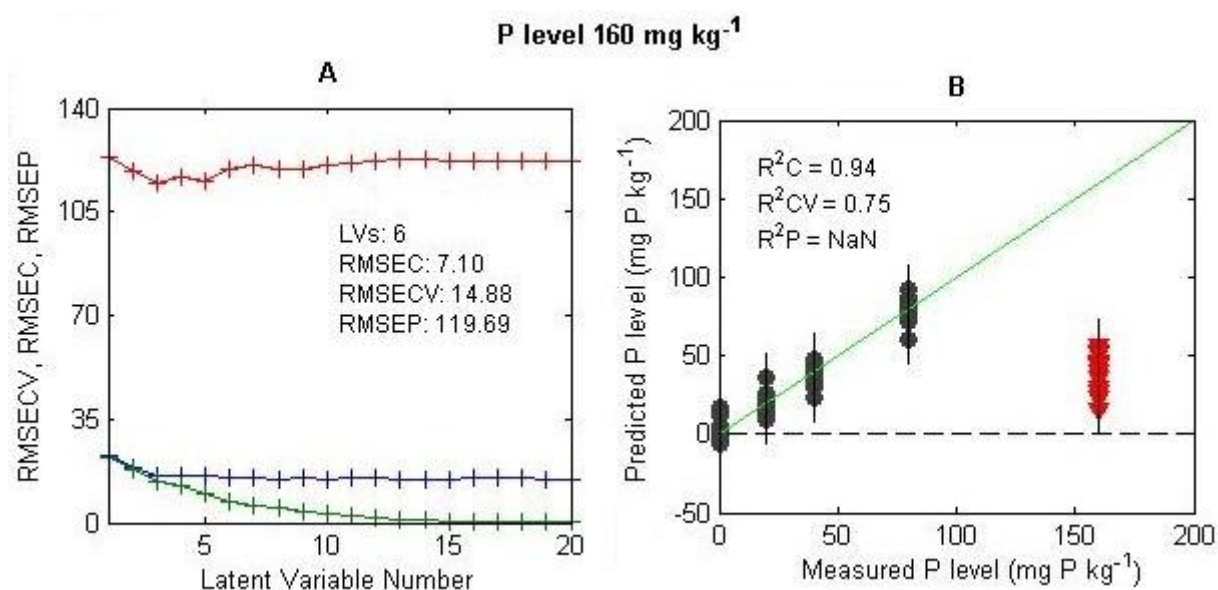 P level 160 mg kg⁻¹
A
140
105
70
35
0
RMSECV, RMSEC, RMSEP
LVs: 6
RMSEC: 7.10
RMSECV: 14.88
RMSEP: 119.69
5 10 15 20
Latent Variable Number
B
200
150
100
50
0
-50
Predicted P level (mg P kg⁻¹)
R²C = 0.94
R²CV = 0.75
R²P = NaN
0 50 100 150 200
Measured P level (mg P kg⁻¹)